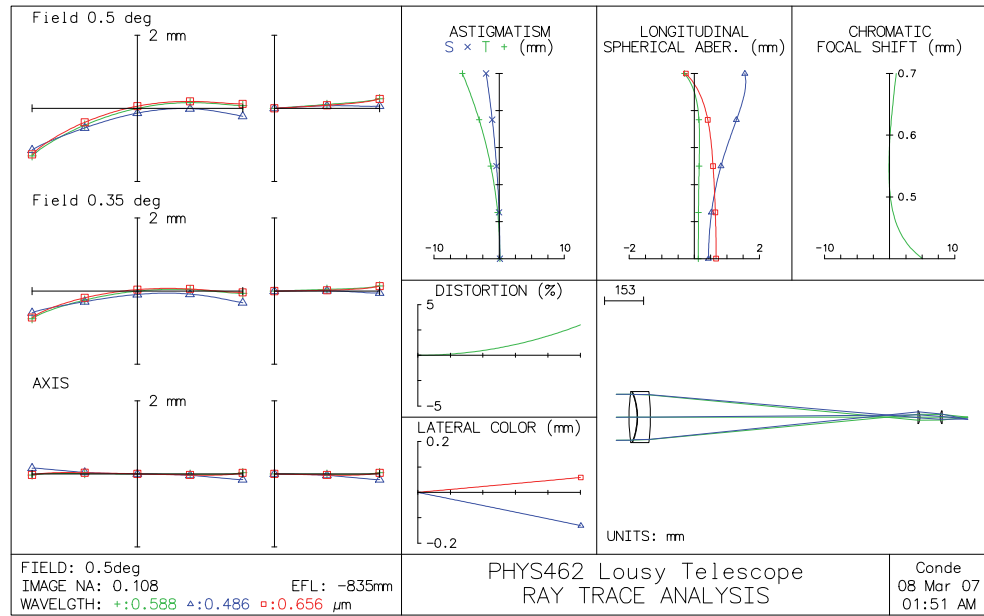 Field 0.5 deg
2 mm
Field 0.35 deg
2 mm
AXIS
2 mm
ASTIGMATISM
S × T + (mm)
-10 10
LONGITUDINAL
SPHERICAL ABER. (mm)
-2 2
CHROMATIC
FOCAL SHIFT (mm)
0.7
0.6
0.5
-10 10
DISTORTION (%)
5
-5
LATERAL COLOR (mm)
0.2
-0.2
153
UNITS: mm
FIELD: 0.5deg
IMAGE NA: 0.108 EFL: -835mm
WAVELGTH: +:0.588 △:0.486 □:0.656 µm
PHYS462 Lousy Telescope
RAY TRACE ANALYSIS
Conde
08 Mar 07
01:51 AM